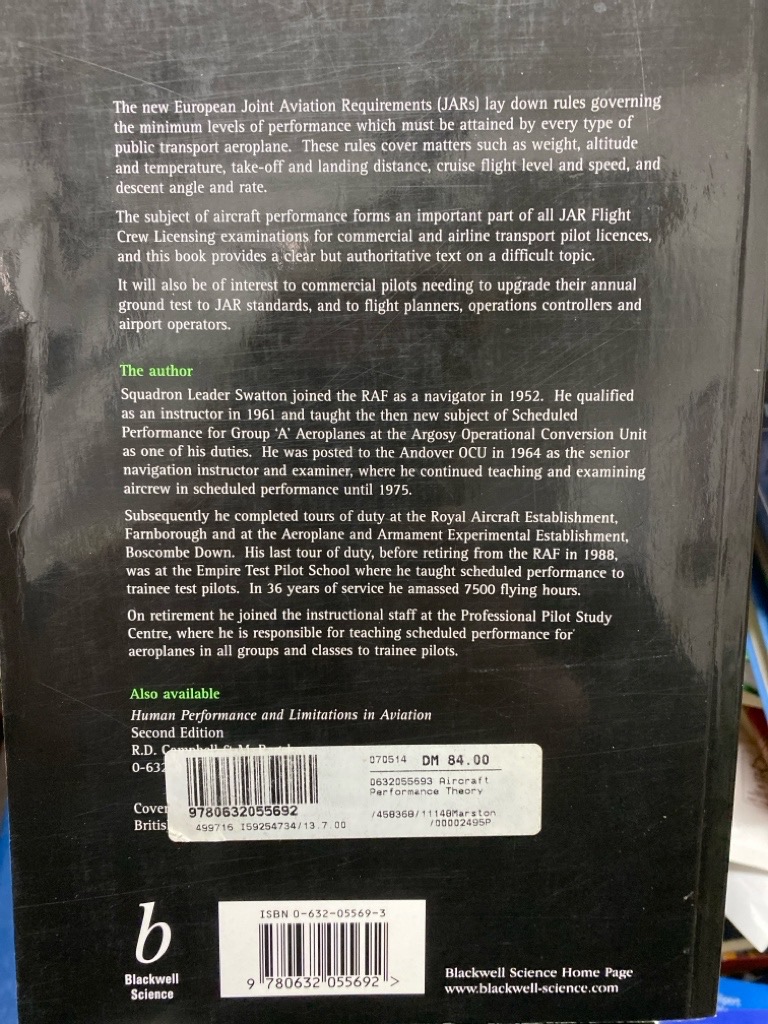 The new European Joint Aviation Requirements (JARs) lay down rules governing
the minimum levels of performance which must be attained by every type of
public transport aeroplane. These rules cover matters such as weight, altitude
and temperature, take-off and landing distance, cruise flight level and speed, and
descent angle and rate.
The subject of aircraft performance forms an important part of all JAR Flight
Crew Licensing examinations for commercial and airline transport pilot licences,
and this book provides a clear but authoritative text on a difficult topic.
It will also be of interest to commercial pilots needing to upgrade their annual
ground test to JAR standards, and to flight planners, operations controllers and
airport operators.
The author
Squadron Leader Swatton joined the RAF as a navigator in 1952. He qualified
as an instructor in 1961 and taught the then new subject of Scheduled
Performance for Group 'A' Aeroplanes at the Argosy Operational Conversion Unit
as one of his duties. He was posted to the Andover OCU in 1964 as the senior
navigation instructor and examiner, where he continued teaching and examining
aircrew in scheduled performance until 1975.
Subsequently he completed tours of duty at the Royal Aircraft Establishment,
Farnborough and at the Aeroplane and Armament Experimental Establishment,
Boscombe Down. His last tour of duty, before retiring from the RAF in 1988,
was at the Empire Test Pilot School where he taught scheduled performance to
trainee test pilots. In 36 years of service he amassed 7500 flying hours.
On retirement he joined the instructional staff at the Professional Pilot Study
Centre, where he is responsible for teaching scheduled performance for
aeroplanes in all groups and classes to trainee pilots.
Also available
Human Performance and Limitations in Aviation
Second Edition
R.D.
0-632
Cover
Britis
070514 DM 84.00
0632055693 Aircraft
Performance Theory
9780632055692
/458368/11140Marston
499716 I59254734/13.7.00
/00002495P
ISBN 0-632-05569-3
9 780632 055692 >
b
Blackwell
Science
Blackwell Science Home Page
www.blackwell-science.com